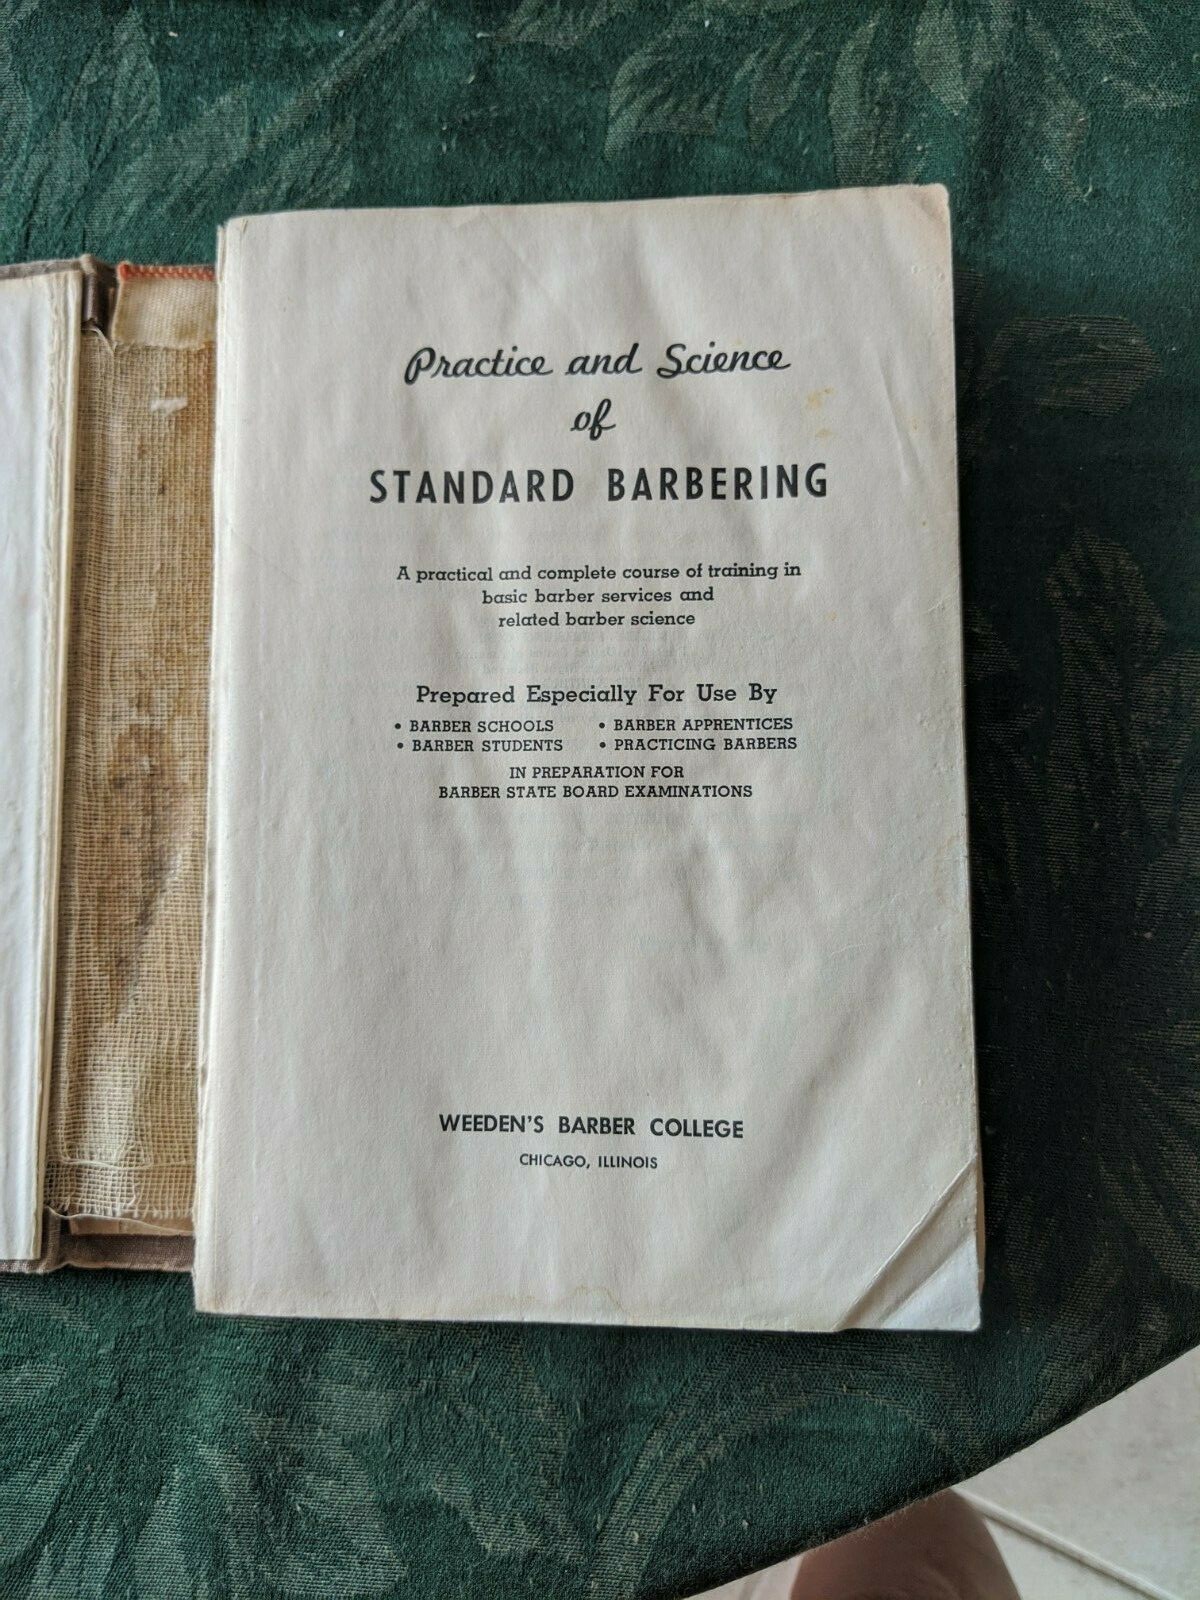 Practice and Science
of
STANDARD BARBERING
A practical and complete course of training in
basic barber services and
related barber science
Prepared Especially For Use By
• BARBER SCHOOLS • BARBER APPRENTICES
• BARBER STUDENTS • PRACTICING BARBERS
IN PREPARATION FOR
BARBER STATE BOARD EXAMINATIONS
WEEDEN'S BARBER COLLEGE
CHICAGO, ILLINOIS